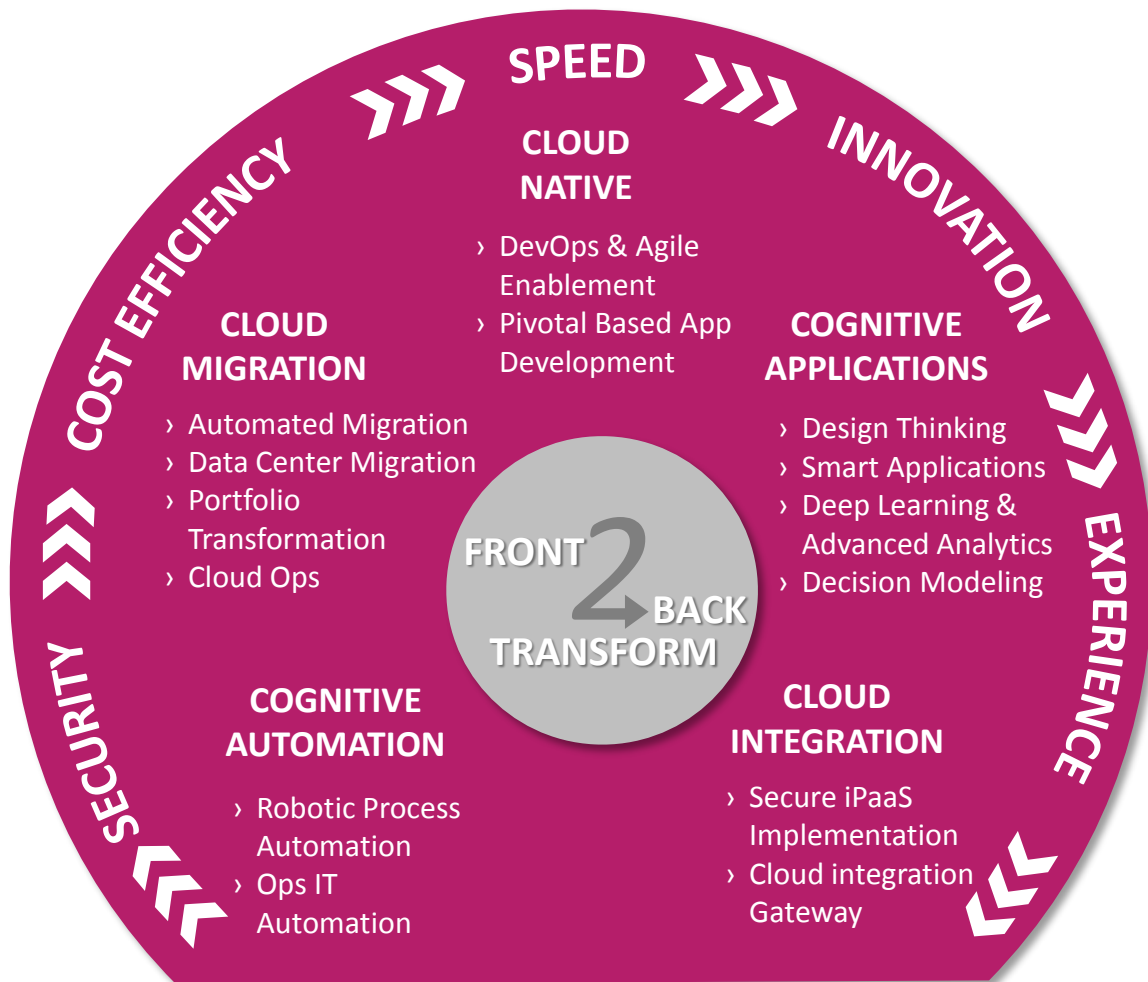 SPEED
INNOVATION
EXPERIENCE
COST EFFICIENCY
SECURITY
CLOUD
NATIVE
› DevOps & Agile
Enablement
› Pivotal Based App
Development
CLOUD
MIGRATION
› Automated Migration
› Data Center Migration
› Portfolio
Transformation
› Cloud Ops
COGNITIVE
APPLICATIONS
› Design Thinking
› Smart Applications
› Deep Learning &
Advanced Analytics
› Decision Modeling
FRONT 2
BACK
TRANSFORM
COGNITIVE
AUTOMATION
› Robotic Process
Automation
› Ops IT
Automation
CLOUD
INTEGRATION
› Secure iPaaS
Implementation
› Cloud integration
Gateway